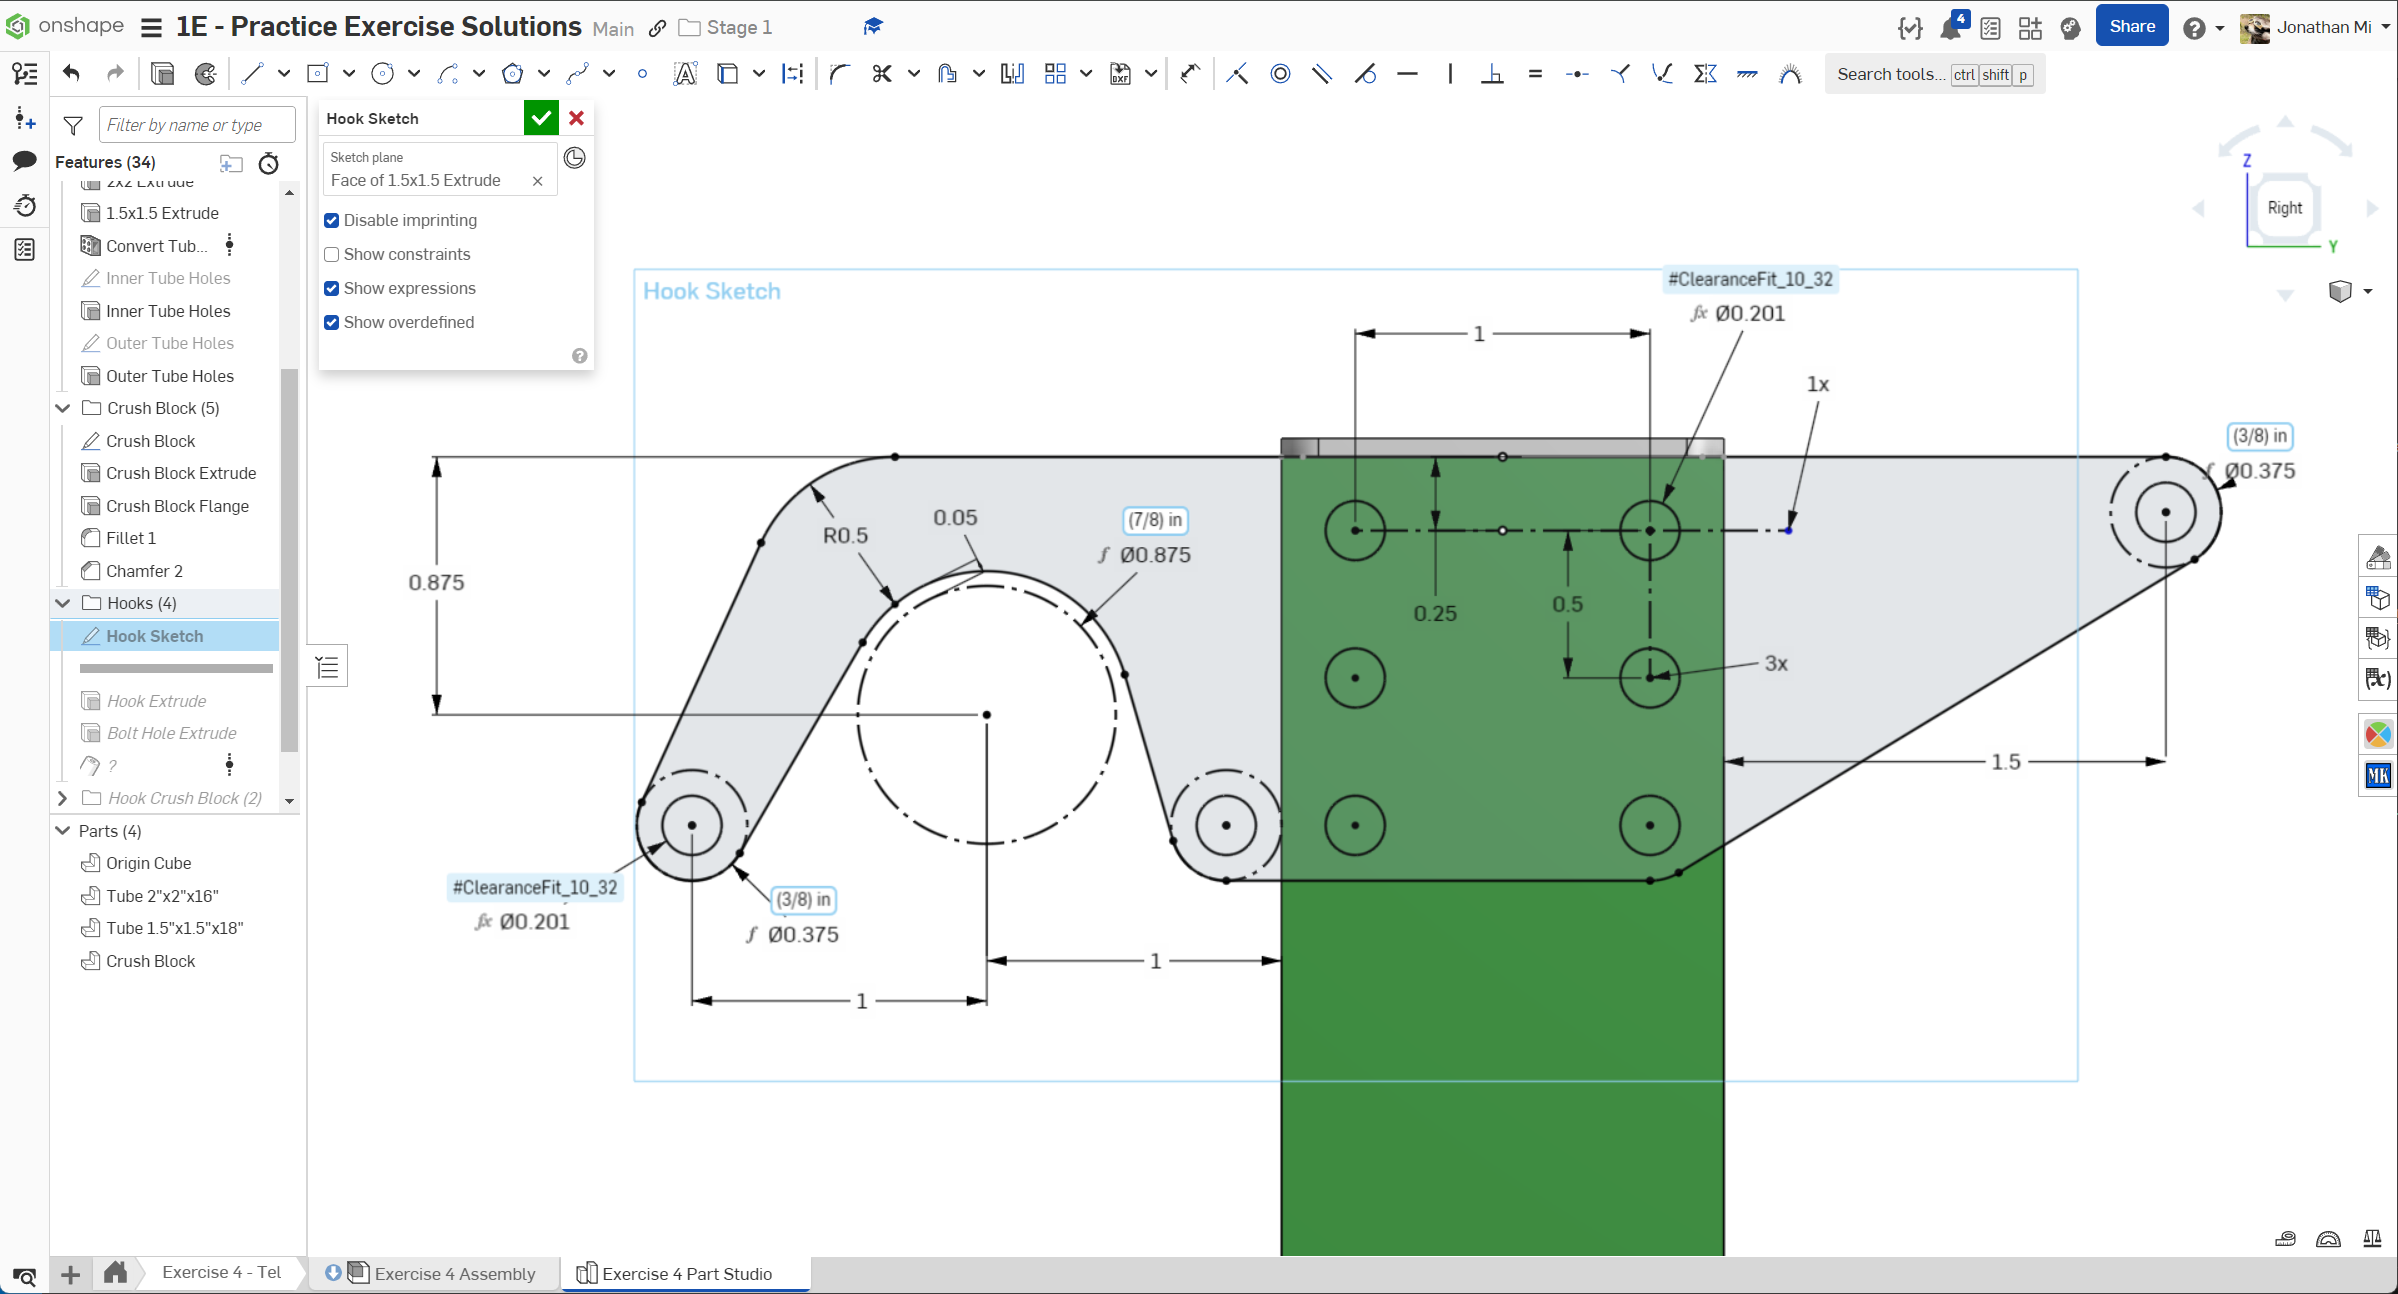 onshape
1E - Practice Exercise Solutions
Main
Stage 1
4
Share
Jonathan Mi
Search tools... ctrl shift p
Filter by name or type
Features (34)
2x2 Extrude
1.5x1.5 Extrude
Convert Tub...
Inner Tube Holes
Inner Tube Holes
Outer Tube Holes
Outer Tube Holes
Crush Block (5)
Crush Block
Crush Block Extrude
Crush Block Flange
Fillet 1
Chamfer 2
Hooks (4)
Hook Sketch
Hook Extrude
Bolt Hole Extrude
?
Hook Crush Block (2)
Parts (4)
Origin Cube
Tube 2"x2"x16"
Tube 1.5"x1.5"x18"
Crush Block
Hook Sketch
Sketch plane
Face of 1.5x1.5 Extrude
Disable imprinting
Show constraints
Show expressions
Show overdefined
Hook Sketch
#ClearanceFit_10_32
fx Ø0.201
1
1x
(3/8) in
f Ø0.375
0.05
(7/8) in
R0.5
f Ø0.875
0.875
0.25
0.5
3x
1.5
#ClearanceFit_10_32
fx Ø0.201
(3/8) in
f Ø0.375
1
1
Z
Right
Y
(x)
MK
Exercise 4 - Tel
Exercise 4 Assembly
Exercise 4 Part Studio